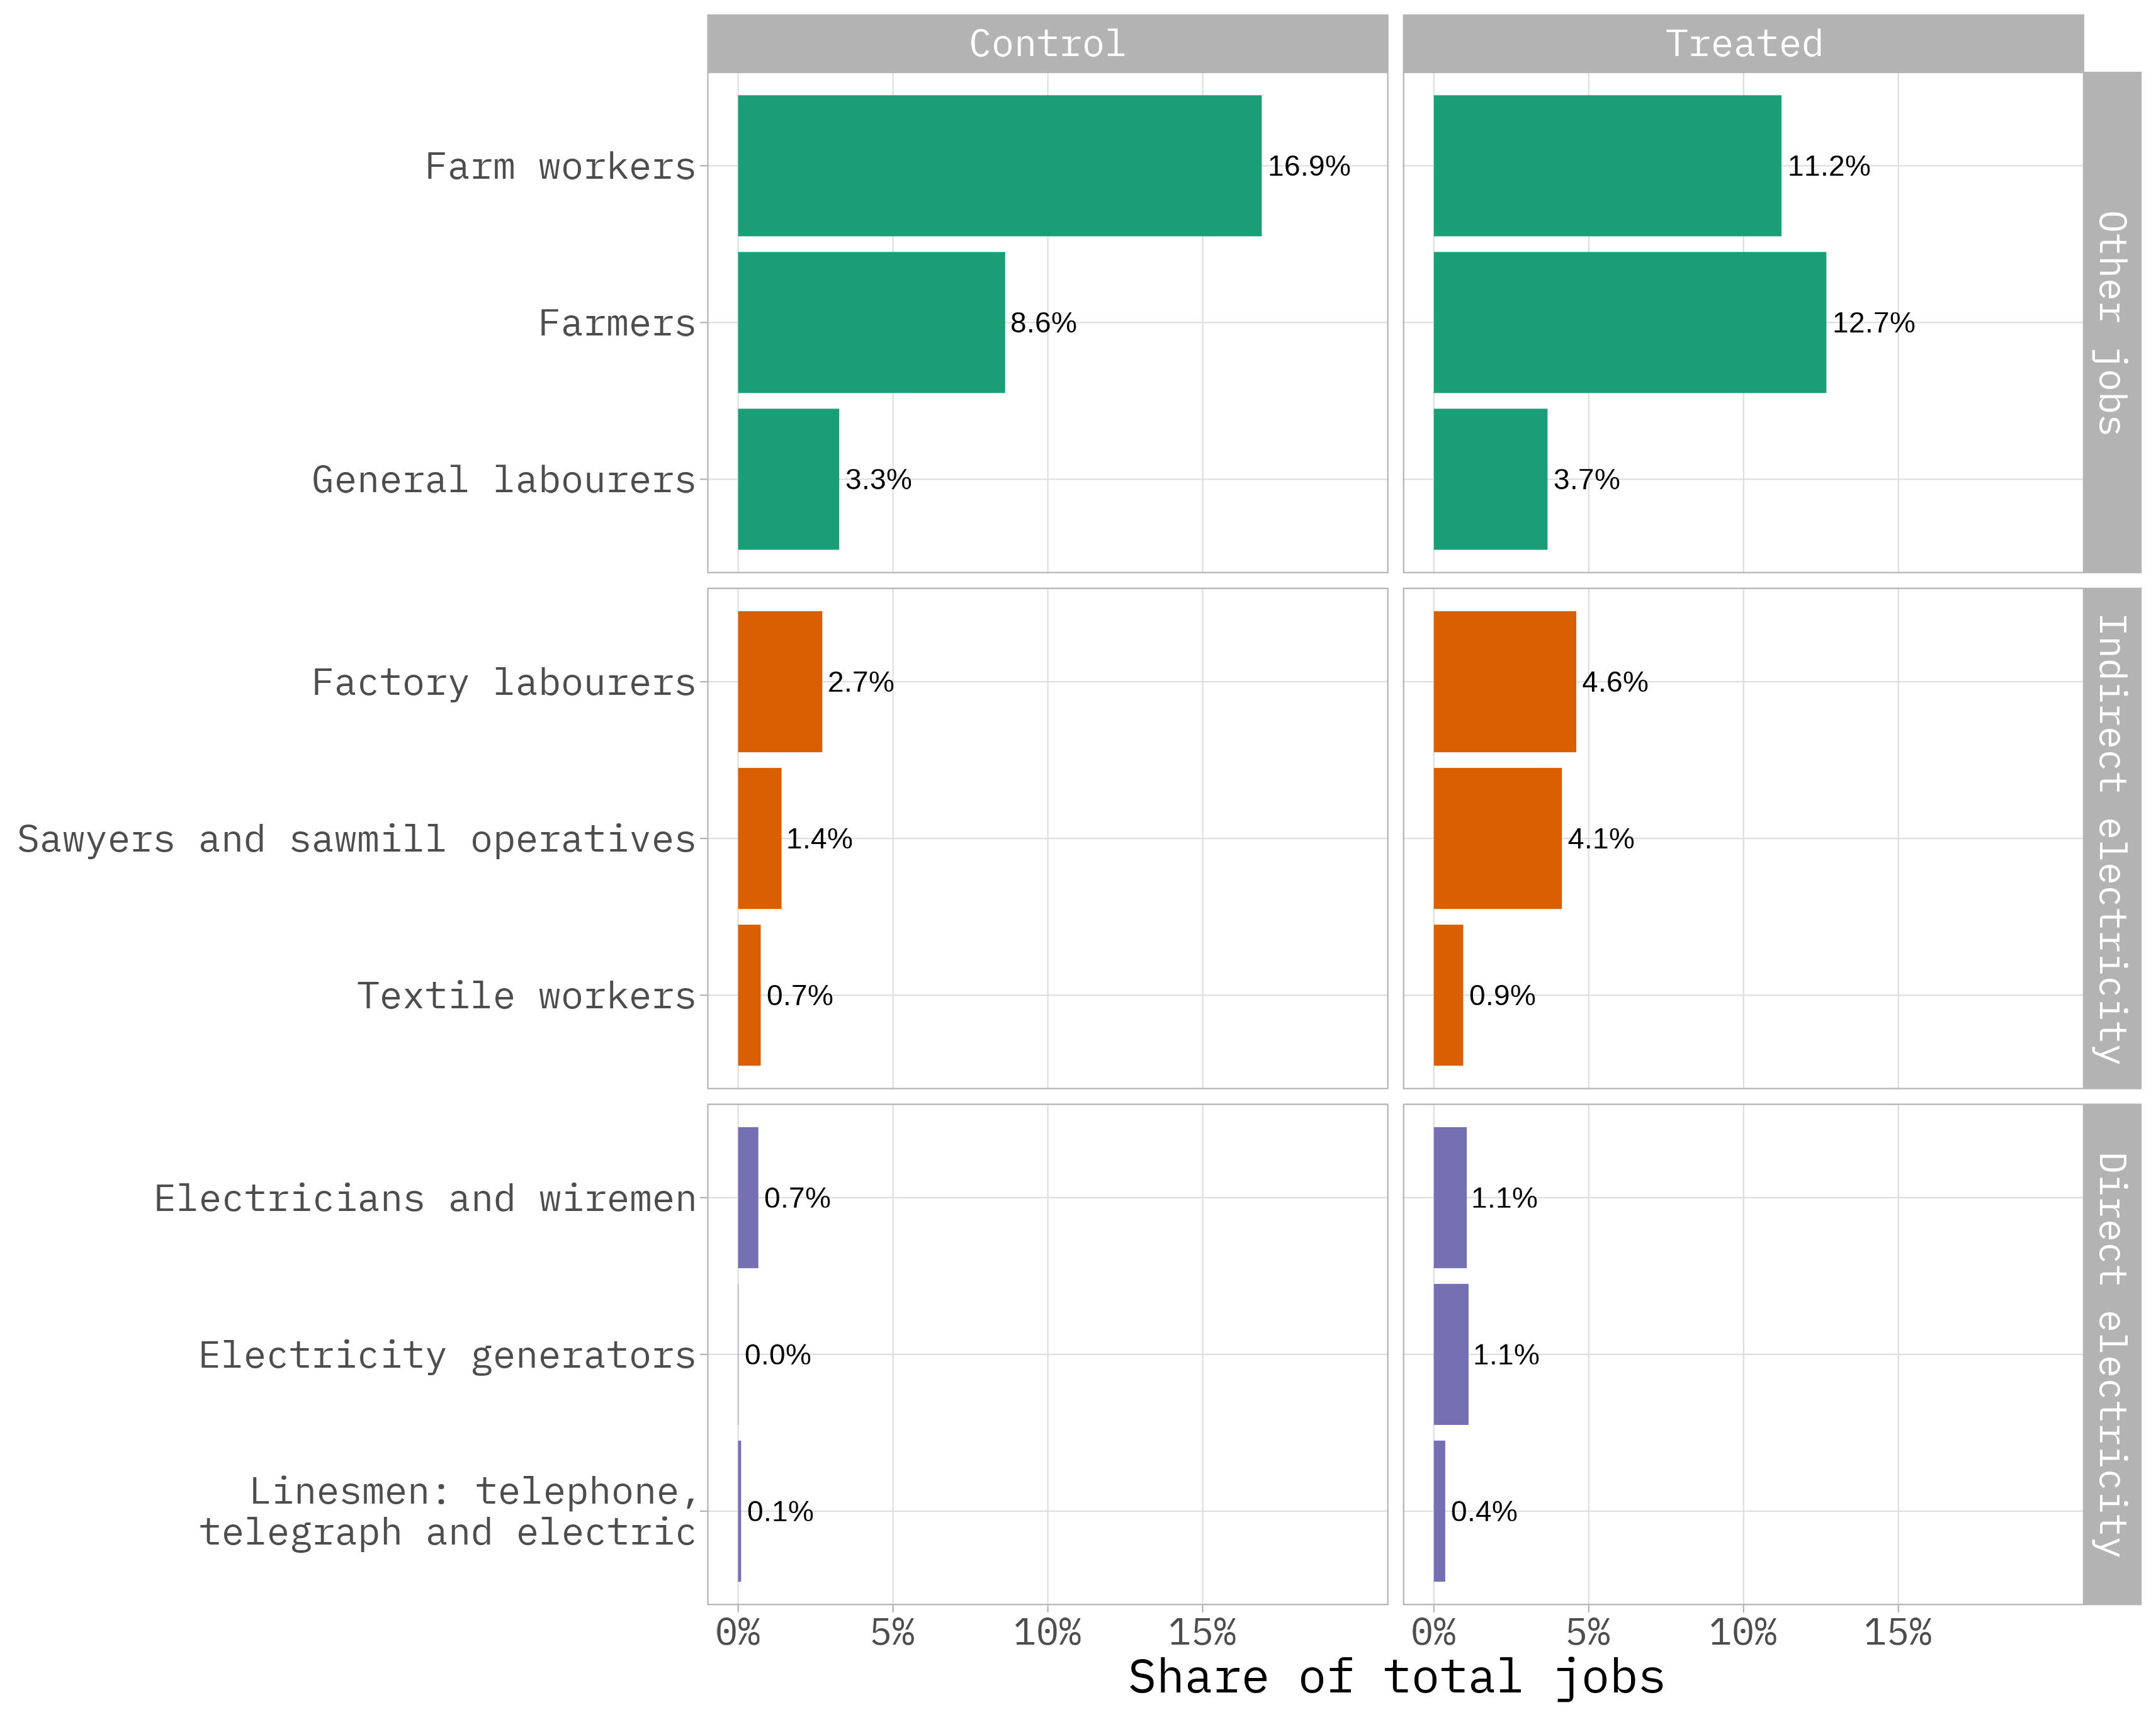 Control
Treated
Other jobs
Farm workers
16.9%
11.2%
Farmers
8.6%
12.7%
General labourers
3.3%
3.7%
Indirect electricity
Factory labourers
2.7%
4.6%
Sawyers and sawmill operatives
1.4%
4.1%
Textile workers
0.7%
0.9%
Direct electricity
Electricians and wiremen
0.7%
1.1%
Electricity generators
0.0%
1.1%
Linesmen: telephone,
telegraph and electric
0.1%
0.4%
0% 5% 10% 15%
0% 5% 10% 15%
Share of total jobs